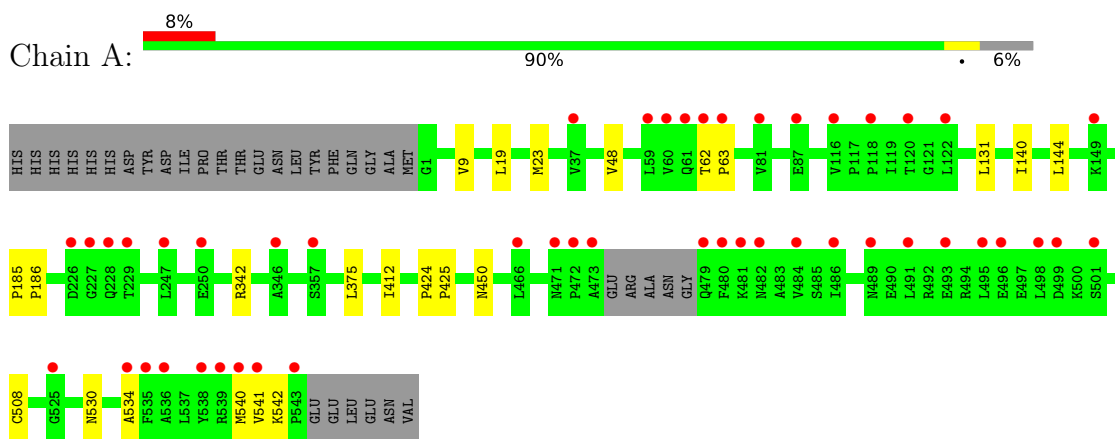 8%
Chain A:
90%
•
6%
HIS HIS HIS HIS HIS HIS ASP TYR ASP ILE PRO THR THR GLU ASN LEU TYR PHE GLN GLY ALA MET G1 V9 L19 M23 V37 V48 L59 V60 Q61 T62 P63 V81 E87 V116 P117 P118 I119 T120 G121 L122 L131 I140 L144 K149
P185 P186 D226 G227 Q228 T229 L247 E250 R342 A346 S357 L375 I412 P424 P425 N450 L466 N471 P472 A473 GLU ARG ALA ASN GLY Q479 F480 K481 N482 A483 V484 S485 I486 N489 E490 L491 R492 E493 R494 L495 E496 E497 L498 D499 K500 S501
C508 G525 N530 A534 F535 A536 L537 Y538 R539 M540 V541 K542 P543 GLU GLU LEU GLU ASN VAL